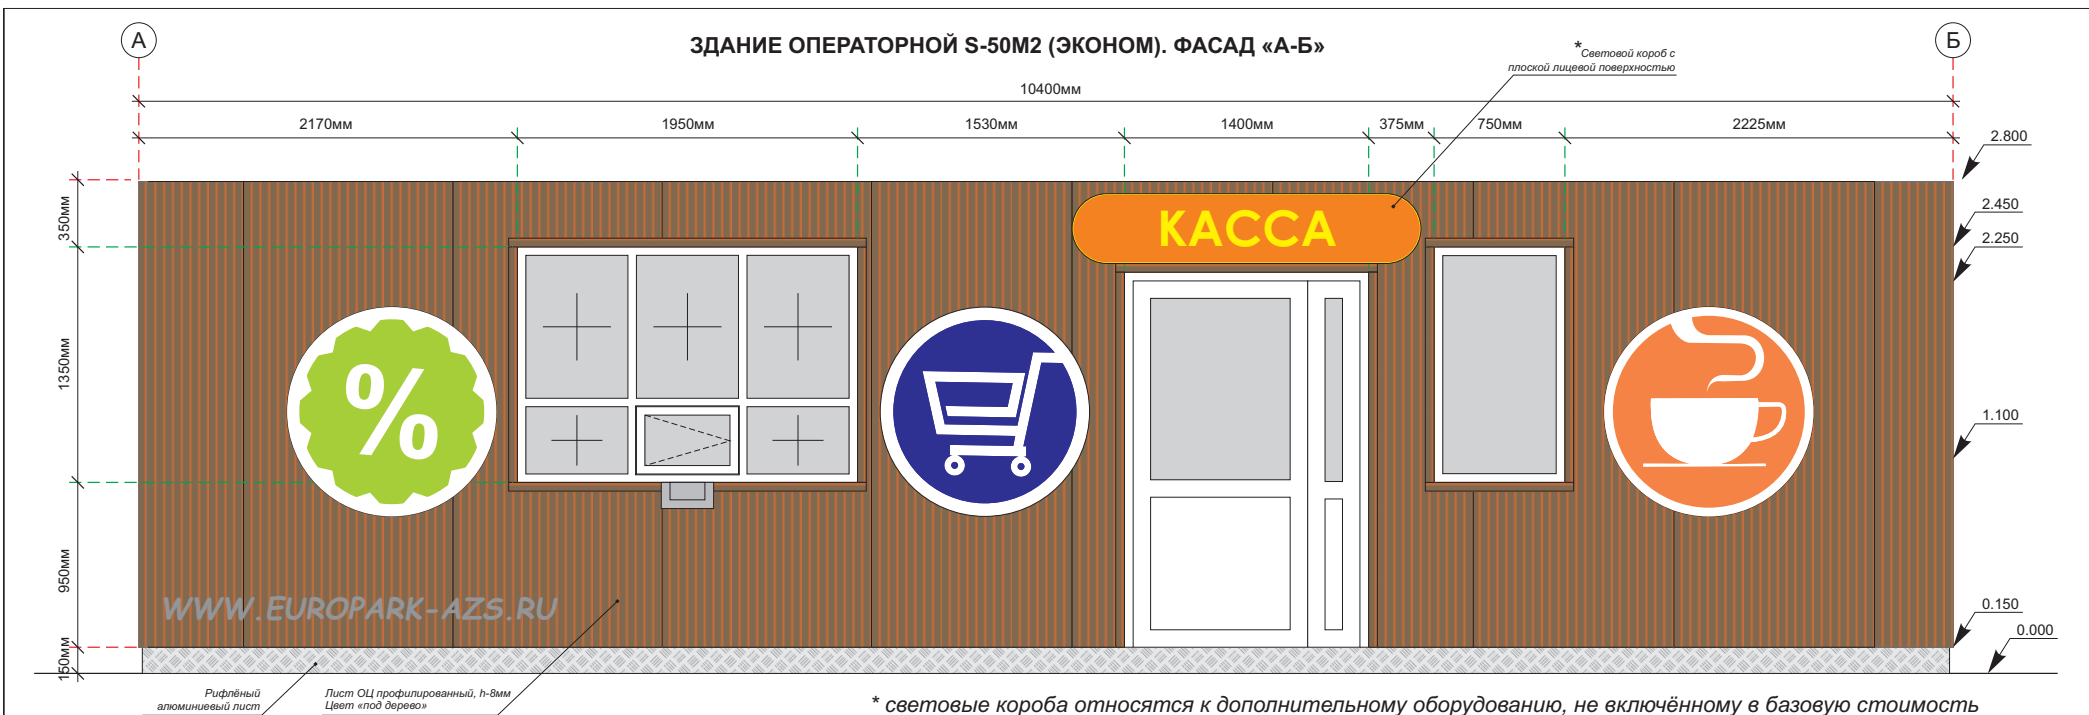 А
ЗДАНИЕ ОПЕРАТОРНОЙ S-50М2 (ЭКОНОМ). ФАСАД «А-Б»
Б
*Световой короб с
плоской лицевой поверхностью
10400мм
2170мм 1950мм 1530мм 1400мм 375мм 750мм 2225мм
2.800
350мм
2.450
КАССА
2.250
1350мм
%
1.100
950мм
WWW.EUROPARK-AZS.RU
0.150
0.000
150мм
Рифлёный
алюминиевый лист
Лист ОЦ профилированный, h-8мм
Цвет «под дерево»
* световые короба относятся к дополнительному оборудованию, не включённому в базовую стоимость